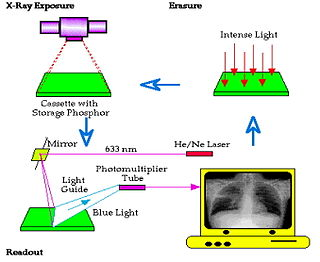 X-Ray Exposure
Erasure
Intense Light
Cassette with
Storage Phosphor
Mirror
633 nm
He/Ne Laser
Photomultiplier
Tube
Light
Guide
Blue Light
Readout